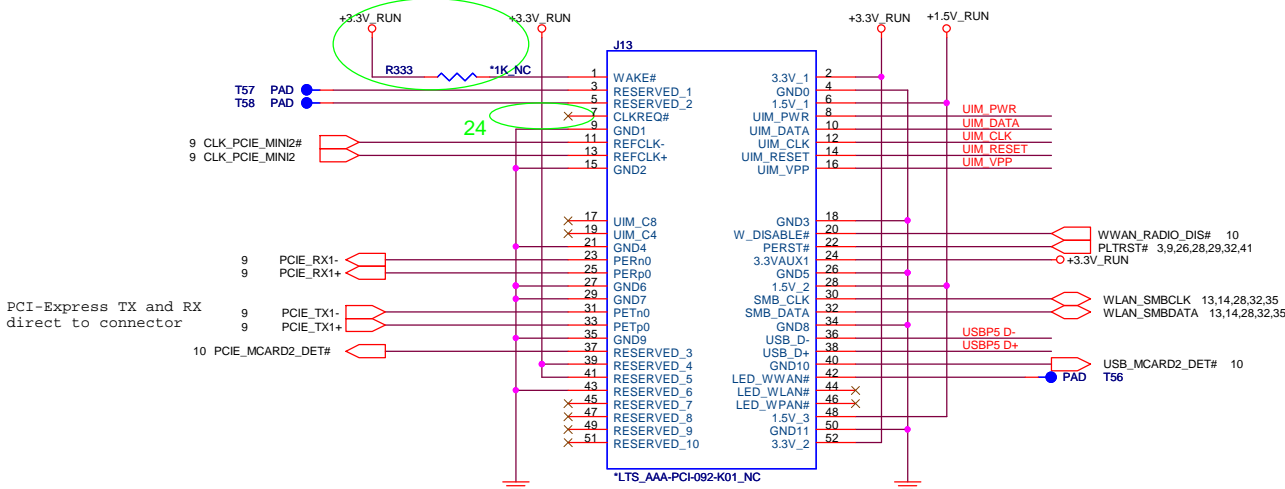 +3.3V_RUN
+3.3V_RUN
+3.3V_RUN
+1.5V_RUN
J13
R333
*1K_NC
T57 PAD
T58 PAD
24
1 WAKE#
3 RESERVED_1
5 RESERVED_2
7 CLKREQ#
9 GND1
11 REFCLK-
13 REFCLK+
15 GND2
9 CLK_PCIE_MINI2#
9 CLK_PCIE_MINI2
17 UIM_C8
19 UIM_C4
21 GND4
23 PERn0
25 PERp0
27 GND6
29 GND7
31 PETn0
33 PETp0
35 GND9
37 RESERVED_3
39 RESERVED_4
41 RESERVED_5
43 RESERVED_6
45 RESERVED_7
47 RESERVED_8
49 RESERVED_9
51 RESERVED_10
9 PCIE_RX1-
9 PCIE_RX1+
PCI-Express TX and RX
direct to connector
9 PCIE_TX1-
9 PCIE_TX1+
10 PCIE_MCARD2_DET#
3.3V_1 2
GND0 4
1.5V_1 6
UIM_PWR 8 UIM_PWR
UIM_DATA 10 UIM_DATA
UIM_CLK 12 UIM_CLK
UIM_RESET 14 UIM_RESET
UIM_VPP 16 UIM_VPP
GND3 18
W_DISABLE# 20 WWAN_RADIO_DIS# 10
PERST# 22 PLTRST# 3,9,26,28,29,32,41
3.3VAUX1 24 +3.3V_RUN
GND5 26
1.5V_2 28
SMB_CLK 30 WLAN_SMBCLK 13,14,28,32,35
SMB_DATA 32 WLAN_SMBDATA 13,14,28,32,35
GND8 34
USB_D- 36 USBP5 D-
USB_D+ 38 USBP5 D+
GND10 40 USB_MCARD2_DET# 10
LED_WWAN# 42 PAD T56
LED_WLAN# 44
LED_WPAN# 46
1.5V_3 48
GND11 50
3.3V_2 52
*LTS_AAA-PCI-092-K01_NC